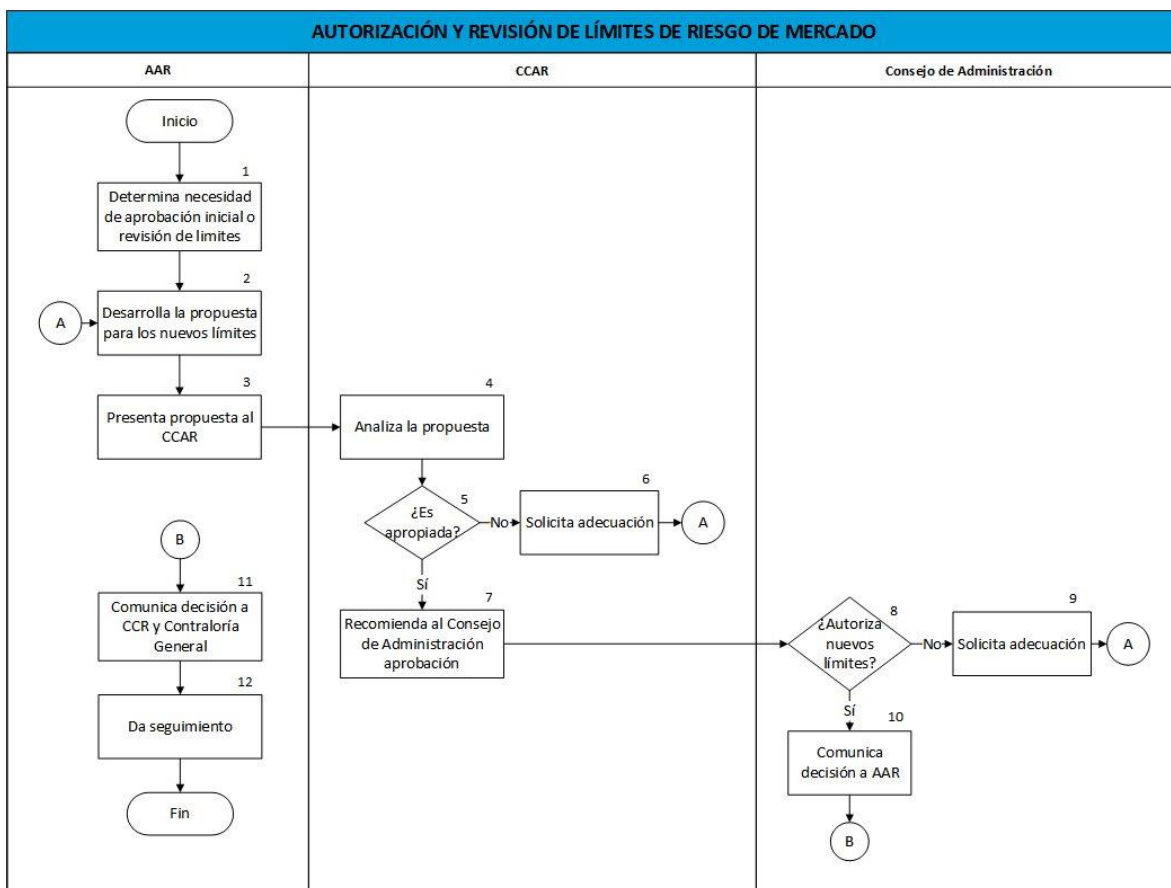 AUTORIZACIÓN Y REVISIÓN DE LÍMITES DE RIESGO DE MERCADO
AAR
CCAR
Consejo de Administración
Inicio
1
Determina necesidad
de aprobación inicial o
revisión de limites
2
A
Desarrolla la propuesta
para los nuevos límites
3
Presenta propuesta al
CCAR
4
Analiza la propuesta
5
¿Es
apropiada?
No
6
Solicita adecuación
A
Sí
7
Recomienda al Consejo
de Administración
aprobación
8
¿Autoriza
nuevos
límites?
No
9
Solicita adecuación
A
Sí
10
Comunica
decisión a AAR
B
B
11
Comunica decisión a
CCR y Contraloría
General
12
Da seguimiento
Fin